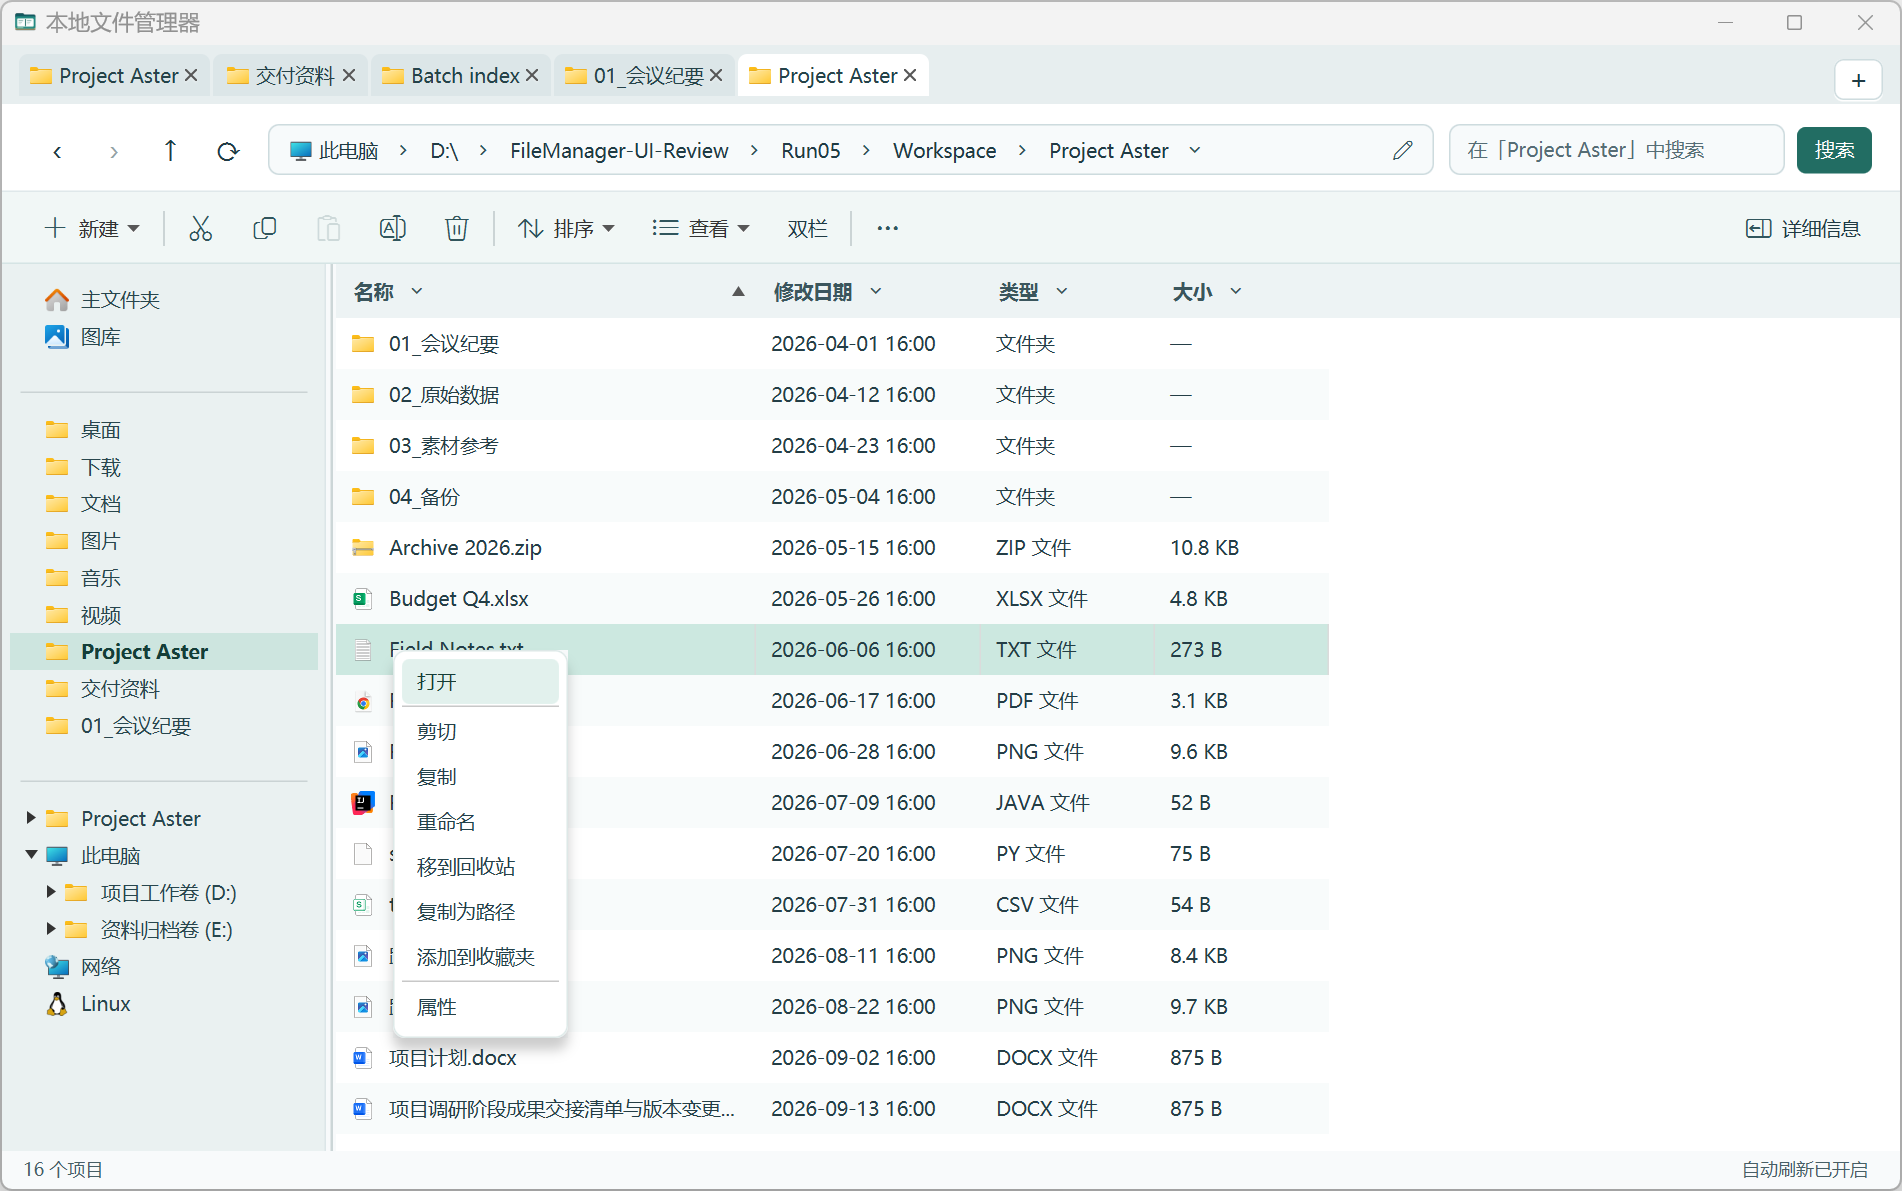 本地文件管理器
Project Aster 交付资料 Batch index 01_会议纪要 Project Aster
此电脑 D:\ FileManager-UI-Review Run05 Workspace Project Aster 在「Project Aster」中搜索 搜索
新建 排序 查看 双栏 详细信息
主文件夹
图库
桌面
下载
文档
图片
音乐
视频
Project Aster
交付资料
01_会议纪要
Project Aster
此电脑
项目工作卷 (D:)
资料归档卷 (E:)
网络
Linux
名称 修改日期 类型 大小
01_会议纪要 2026-04-01 16:00 文件夹 —
02_原始数据 2026-04-12 16:00 文件夹 —
03_素材参考 2026-04-23 16:00 文件夹 —
04_备份 2026-05-04 16:00 文件夹 —
Archive 2026.zip 2026-05-15 16:00 ZIP 文件 10.8 KB
Budget Q4.xlsx 2026-05-26 16:00 XLSX 文件 4.8 KB
Field Notes.txt 2026-06-06 16:00 TXT 文件 273 B
2026-06-17 16:00 PDF 文件 3.1 KB
2026-06-28 16:00 PNG 文件 9.6 KB
2026-07-09 16:00 JAVA 文件 52 B
2026-07-20 16:00 PY 文件 75 B
2026-07-31 16:00 CSV 文件 54 B
2026-08-11 16:00 PNG 文件 8.4 KB
2026-08-22 16:00 PNG 文件 9.7 KB
项目计划.docx 2026-09-02 16:00 DOCX 文件 875 B
项目调研阶段成果交接清单与版本变更... 2026-09-13 16:00 DOCX 文件 875 B
打开
剪切
复制
重命名
移到回收站
复制为路径
添加到收藏夹
属性
16 个项目 自动刷新已开启